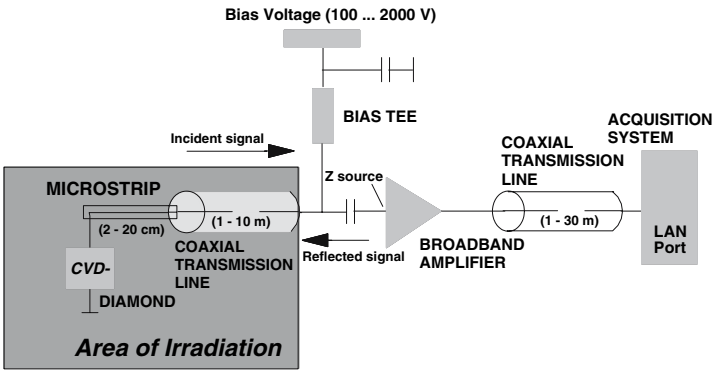 Bias Voltage (100 ... 2000 V)
BIAS TEE
Incident signal
ACQUISITION
SYSTEM
COAXIAL
TRANSMISSION
LINE
Z source
MICROSTRIP
(2 - 20 cm)
(1 - 10 m)
(1 - 30 m)
LAN
Port
COAXIAL
TRANSMISSION
LINE
Reflected signal
BROADBAND
AMPLIFIER
CVD-
DIAMOND
Area of Irradiation